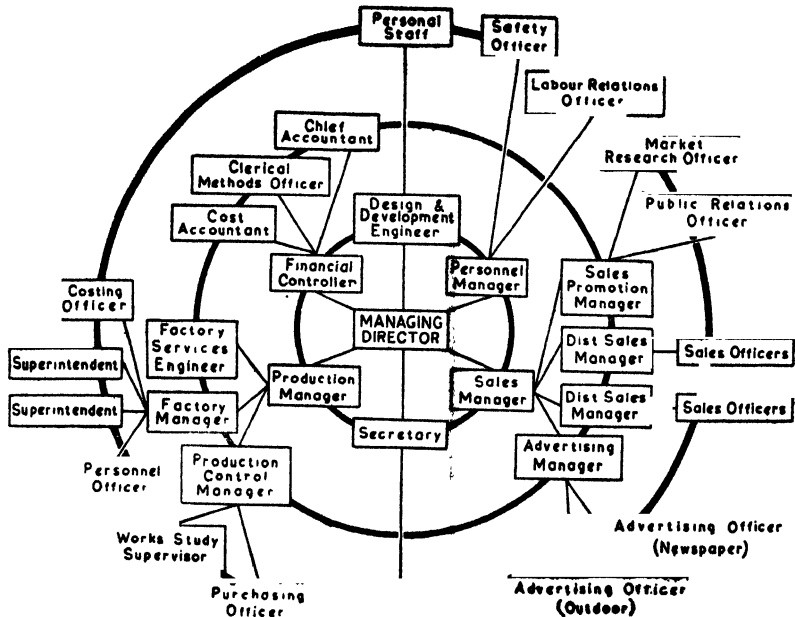 Personal
Staff
Safety
Officer
Labour Relations
Officer
Chief
Accountant
Market
Research Officer
Clerical
Methods Officer
Design &
Development
Engineer
Public Relations
Officer
Cost
Accountant
Financial
Controller
Personnel
Manager
Sales
Promotion
Manager
Costing
Officer
MANAGING
DIRECTOR
Factory
Services
Engineer
Dist Sales
Manager
Sales Officers
Superintendent
Production
Manager
Sales
Manager
Dist Sales
Manager
Sales Officers
Superintendent
Factory
Manager
Secretary
Advertising
Manager
Personnel
Officer
Production
Control
Manager
Works Study
Supervisor
Advertising Officer
(Newspaper)
Purchasing
Officer
Advertising Officer
(Outdoor)